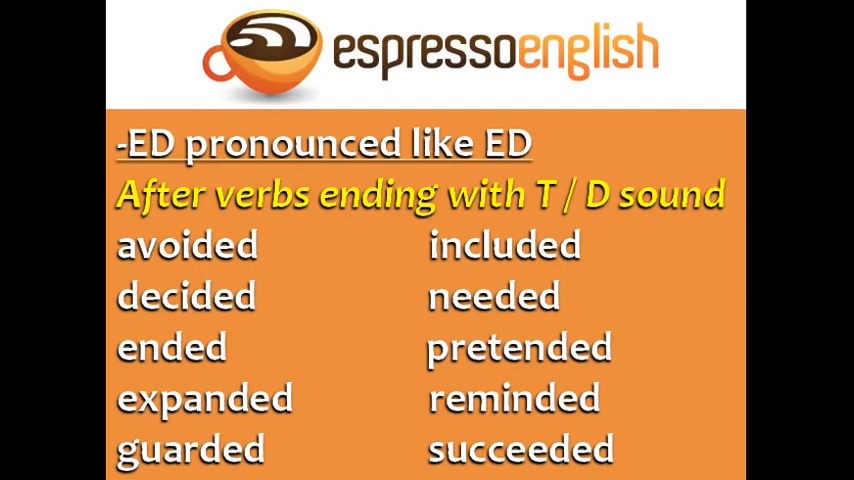 espressoenglish
-ED pronounced like ED
After verbs ending with T / D sound
avoided included
decided needed
ended pretended
expanded reminded
guarded succeeded